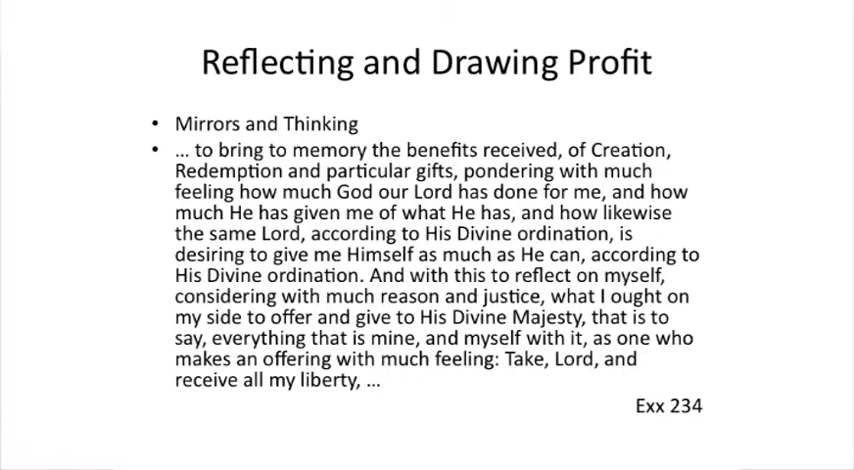 Reflecting and Drawing Profit
• Mirrors and Thinking
• ... to bring to memory the benefits received, of Creation,
Redemption and particular gifts, pondering with much
feeling how much God our Lord has done for me, and how
much He has given me of what He has, and how likewise
the same Lord, according to His Divine ordination, is
desiring to give me Himself as much as He can, according to
His Divine ordination. And with this to reflect on myself,
considering with much reason and justice, what I ought on
my side to offer and give to His Divine Majesty, that is to
say, everything that is mine, and myself with it, as one who
makes an offering with much feeling: Take, Lord, and
receive all my liberty, ...
Exx 234